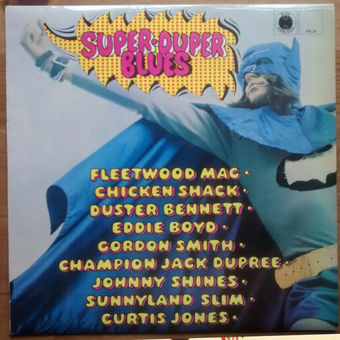 SUPER·DUPER
BLUES
FLEETWOOD MAC·
CHICKEN SHACK·
DUSTER BENNETT·
EDDIE BOYD·
GORDON SMITH·
CHAMPION JACK DUPREE·
JOHNNY SHINES·
SUNNYLAND SLIM·
CURTIS JONES·